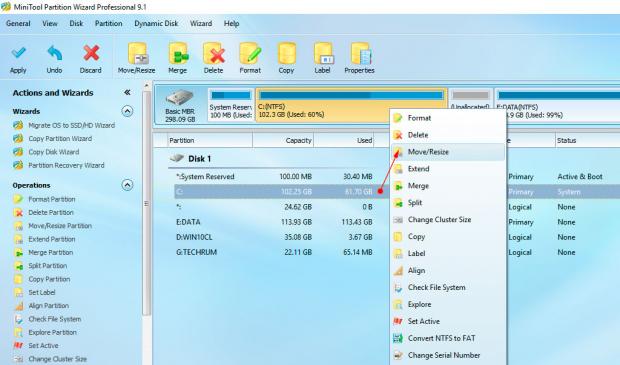 MiniTool Partition Wizard Professional 9.1
General View Disk Partition Dynamic Disk Wizard Help
Apply Undo Discard Move/Resize Merge Delete Format Copy Label Properties
Actions and Wizards
Wizards
Migrate OS to SSD/HD Wizard
Copy Partition Wizard
Copy Disk Wizard
Partition Recovery Wizard
Operations
Format Partition
Delete Partition
Move/Resize Partition
Extend Partition
Merge Partition
Split Partition
Copy Partition
Set Label
Align Partition
Check File System
Explore Partition
Set Active
Change Cluster Size
Basic MBR
298.09 GB
System Reserv
100 MB (Used:
C:(NTFS)
102.3 GB (Used: 60%)
(Unallocated)
E:DATA(NTFS)
.9 GB (Used: 99%)
Partition Capacity Used e Status
Disk 1
*:System Reserved 100.00 MB 30.40 MB Primary Active & Boot
C: 102.25 GB 61.70 GB Primary System
*: 24.62 GB 0 B Logical None
E:DATA 113.93 GB 113.43 GB Primary None
D:WIN10CL 35.08 GB 3.67 GB Logical None
G:TECHRUM 22.11 GB 65.14 MB Logical None
Format
Delete
Move/Resize
Extend
Merge
Split
Change Cluster Size
Copy
Label
Align
Check File System
Explore
Set Active
Convert NTFS to FAT
Change Serial Number